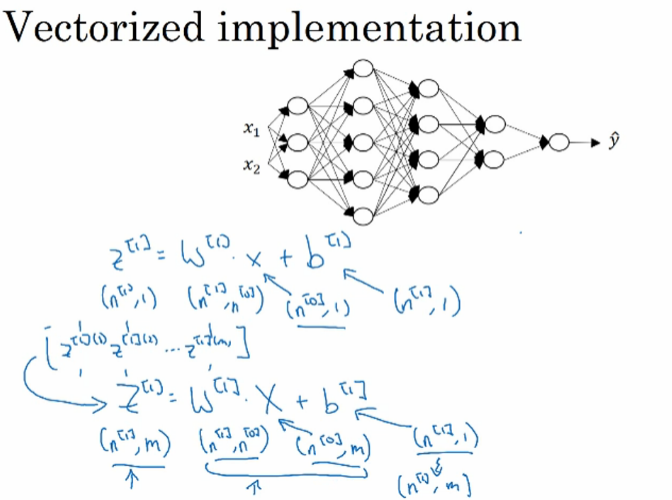 Vectorized implementation
x₁
x₂
ŷ
z^[1] = W^[1] · x + b^[1]
(n^[1], 1) (n^[1], n^[0]) (n^[0], 1) (n^[1], 1)
[z^[1](1) z^[1](2) ... z^[1](m)]
Z^[1] = W^[1] · X + b^[1]
(n^[1], m) (n^[1], n^[0]) (n^[0], m) (n^[1], 1)
(n^[1], m)